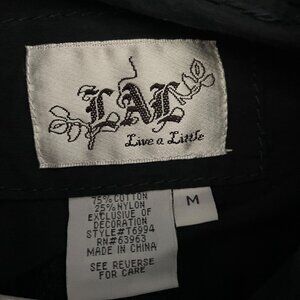 LAL
Live a Little
75% COTTON
25% NYLON
EXCLUSIVE OF
DECORATION
STYLE#T6994
RN#63963
MADE IN CHINA
SEE REVERSE
FOR CARE
M